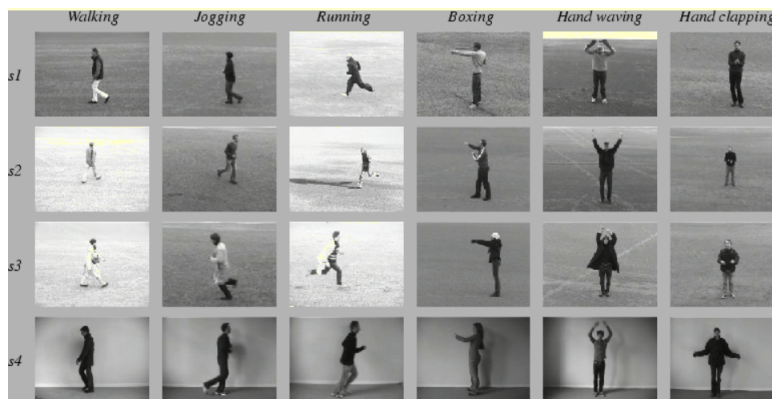 Walking Jogging Running Boxing Hand waving Hand clapping
s1
s2
s3
s4